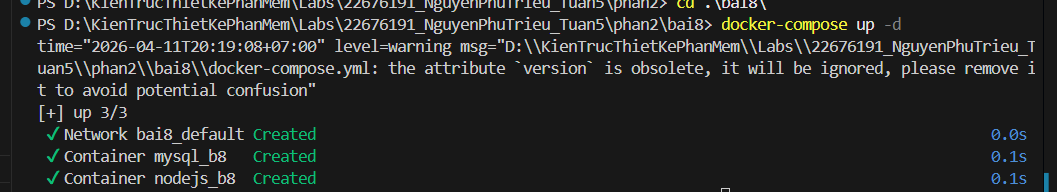 PS D:\KienTrucThietKePhanMem\Labs\22676191_NguyenPhuTrieu_Tuan5\phan2> cd .\bai8\
PS D:\KienTrucThietKePhanMem\Labs\22676191_NguyenPhuTrieu_Tuan5\phan2\bai8> docker-compose up -d
time="2026-04-11T20:19:08+07:00" level=warning msg="D:\\KienTrucThietKePhanMem\\Labs\\22676191_NguyenPhuTrieu_T
uan5\\phan2\\bai8\\docker-compose.yml: the attribute `version` is obsolete, it will be ignored, please remove i
t to avoid potential confusion"
[+] up 3/3
✓ Network bai8_default Created 0.0s
✓ Container mysql_b8 Created 0.1s
✓ Container nodejs_b8 Created 0.1s